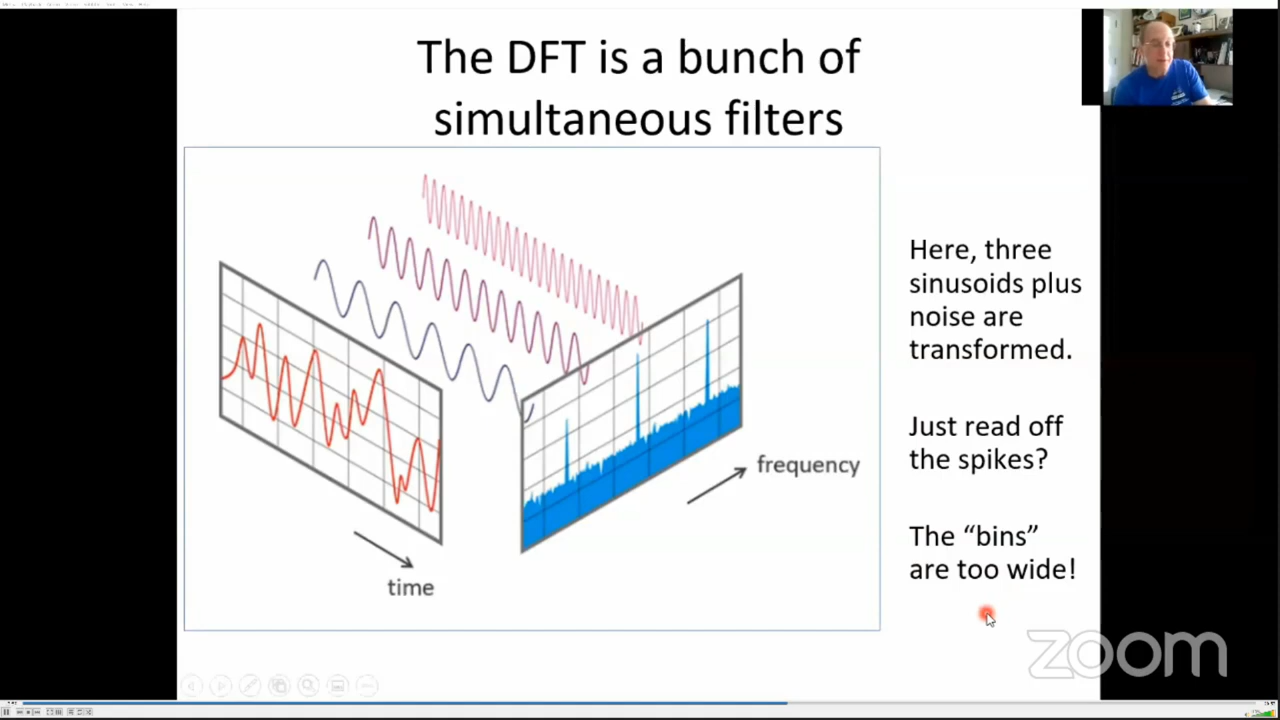 The DFT is a bunch of
simultaneous filters
Here, three
sinusoids plus
noise are
transformed.
Just read off
the spikes?
The “bins”
are too wide!
frequency
time
zoom